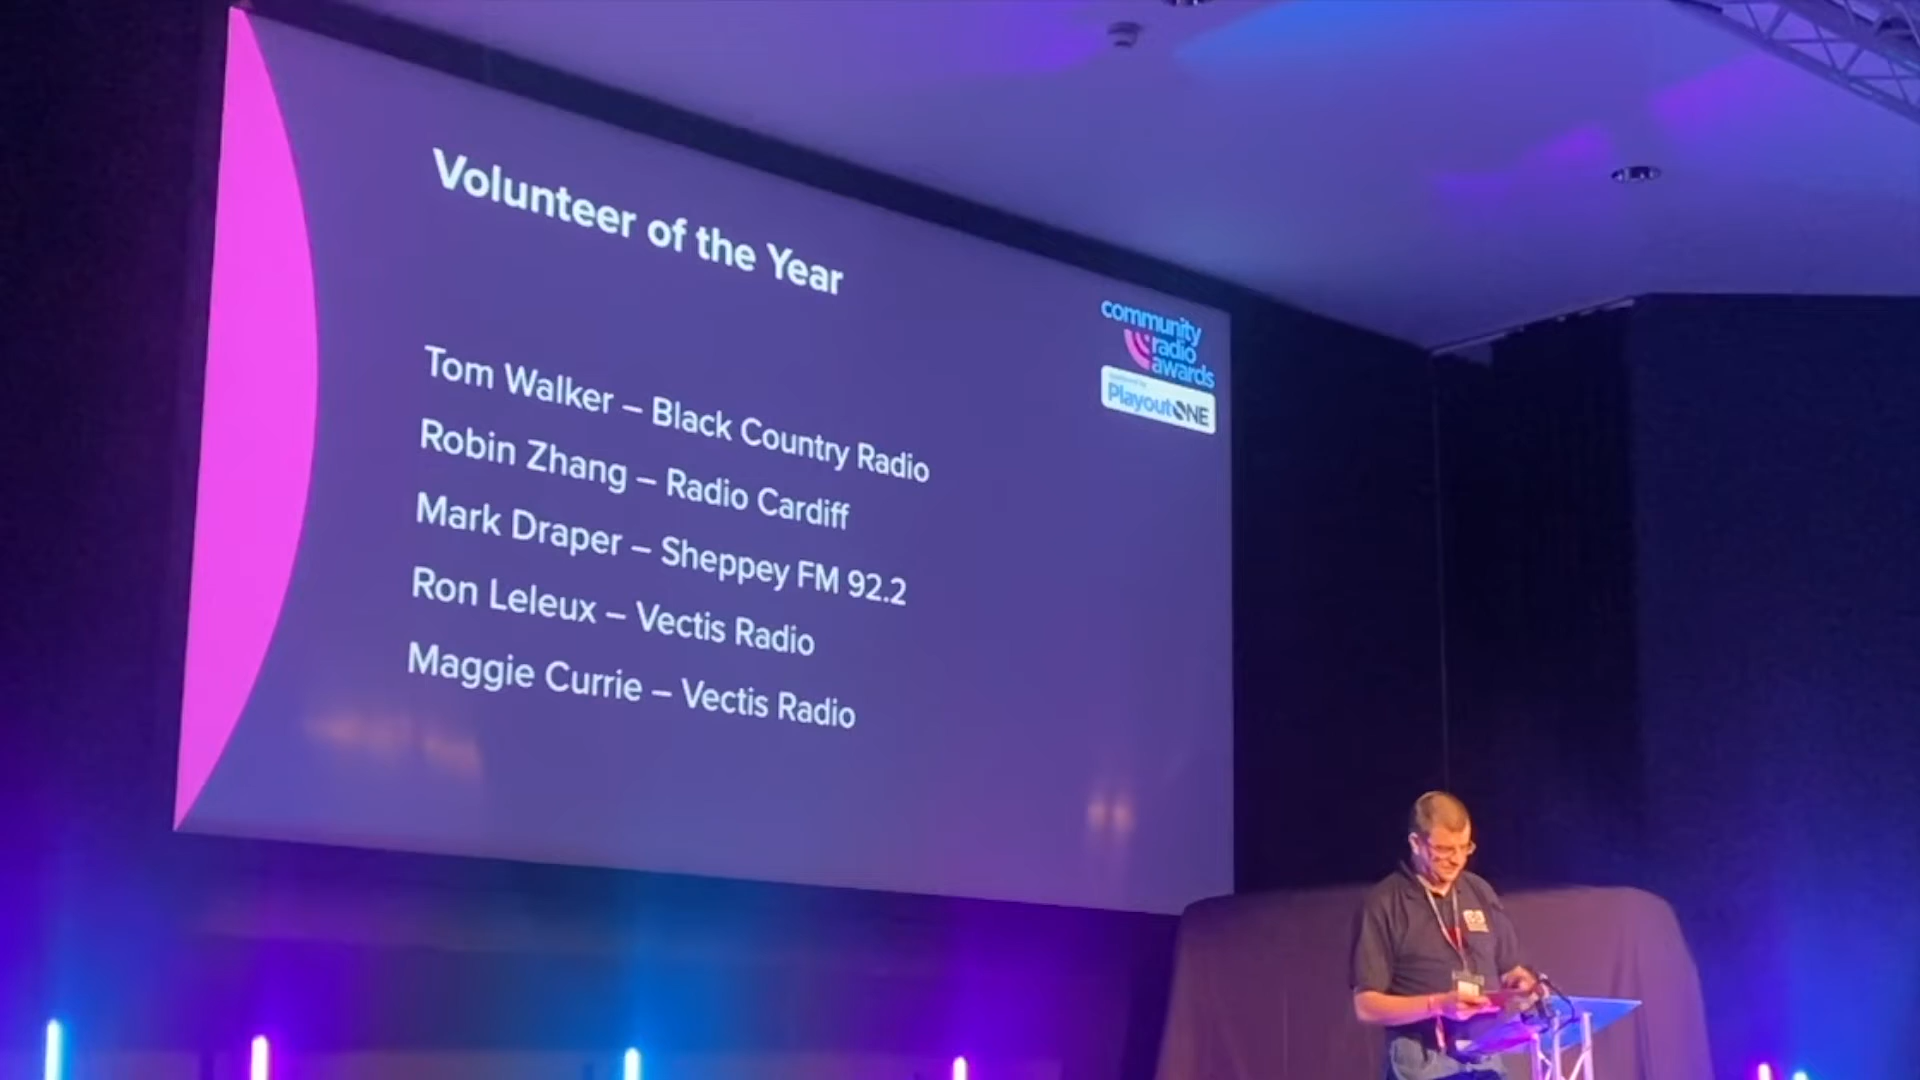 Volunteer of the Year
Tom Walker – Black Country Radio
Robin Zhang – Radio Cardiff
Mark Draper – Sheppey FM 92.2
Ron Leleux – Vectis Radio
Maggie Currie – Vectis Radio
community
radio
awards
PlayoutONE